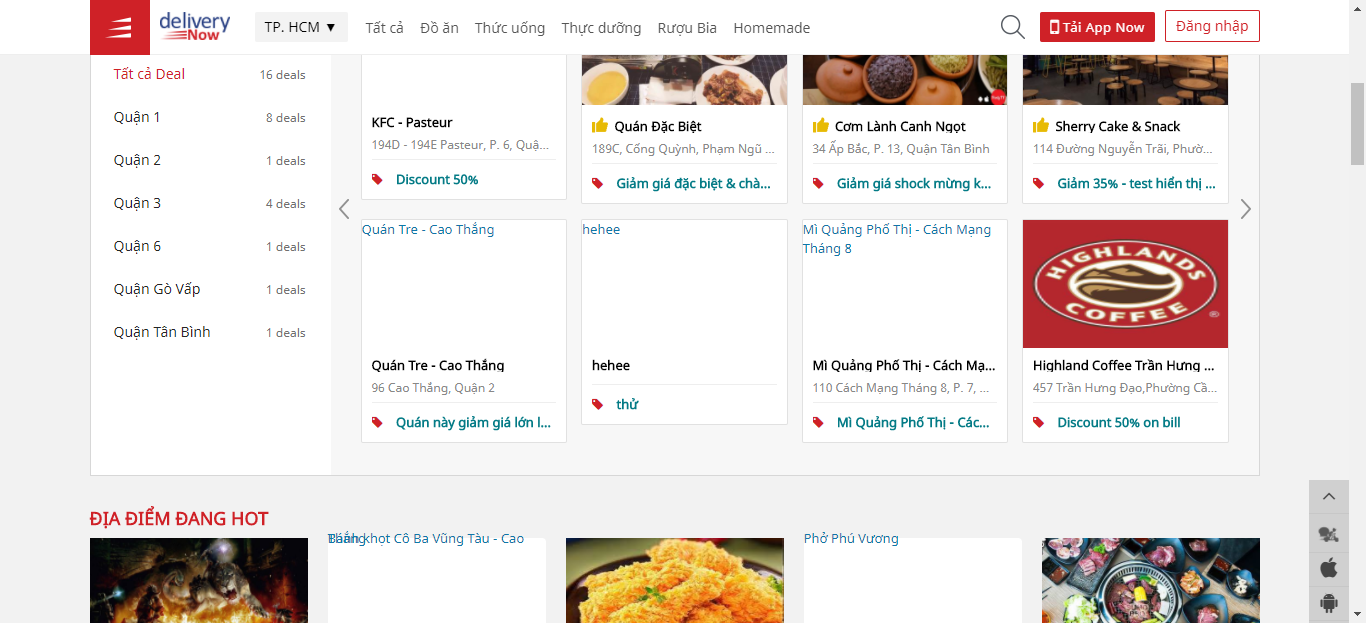 delivery
Now
TP. HCM ▼
Tất cả
Đồ ăn
Thức uống
Thực dưỡng
Rượu Bia
Homemade
Tải App Now
Đăng nhập
Tất cả Deal
16 deals
Quận 1
8 deals
Quận 2
1 deals
Quận 3
4 deals
Quận 6
1 deals
Quận Gò Vấp
1 deals
Quận Tân Bình
1 deals
KFC - Pasteur
194D - 194E Pasteur, P. 6, Quậ...
Discount 50%
Quán Đặc Biệt
189C, Cống Quỳnh, Phạm Ngũ ...
Giảm giá đặc biệt & chà...
Cơm Lành Canh Ngọt
34 Ấp Bắc, P. 13, Quận Tân Bình
Giảm giá shock mừng k...
Sherry Cake & Snack
114 Đường Nguyễn Trãi, Phườ...
Giảm 35% - test hiển thị ...
Quán Tre - Cao Thắng
Quán Tre - Cao Thắng
96 Cao Thắng, Quận 2
Quán này giảm giá lớn l...
hehee
hehee
thử
Mì Quảng Phố Thị - Cách Mạng
Tháng 8
Mì Quảng Phố Thị - Cách Mạ...
110 Cách Mạng Tháng 8, P. 7, ...
Mì Quảng Phố Thị - Các...
HIGHLANDS
COFFEE
Highland Coffee Trần Hưng ...
457 Trần Hưng Đạo,Phường Cầ...
Discount 50% on bill
ĐỊA ĐIỂM ĐANG HOT
khọt Cô Ba Vũng Tàu - Cao
Phở Phú Vương